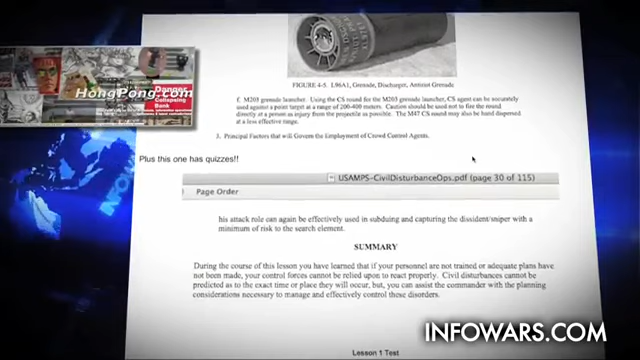 FIGURE 4-5. L96A1, Grenade, Discharger, Antiriot Grenade
f. M203 grenade launcher. Using the CS round for the M203 grenade launcher, CS agent can be accurately
used against a point target at a range of 200-400 meters. Caution should be used not to fire the round
directly at a person as injury from the projectile is possible. The M47 CS round may also be hand dispersed
at a less effective range.
3. Principal Factors that will Govern the Employment of Crowd Control Agents.
HongPong.com
Danger
Collapsing
Bank
Plus this one has quizzes!!
USAMPS-CivilDisturbanceOps.pdf (page 30 of 115)
Page Order
his attack role can again be effectively used in subduing and capturing the dissident/sniper with a
minimum of risk to the search element.
SUMMARY
During the course of this lesson you have learned that if your personnel are not trained or adequate plans have
not been made, your control forces cannot be relied upon to react properly. Civil disturbances cannot be
predicted as to the exact time or place they will occur, but, you can assist the commander with the planning
considerations necessary to manage and effectively control these disorders.
INFOWARS.COM
Lesson 1 Test